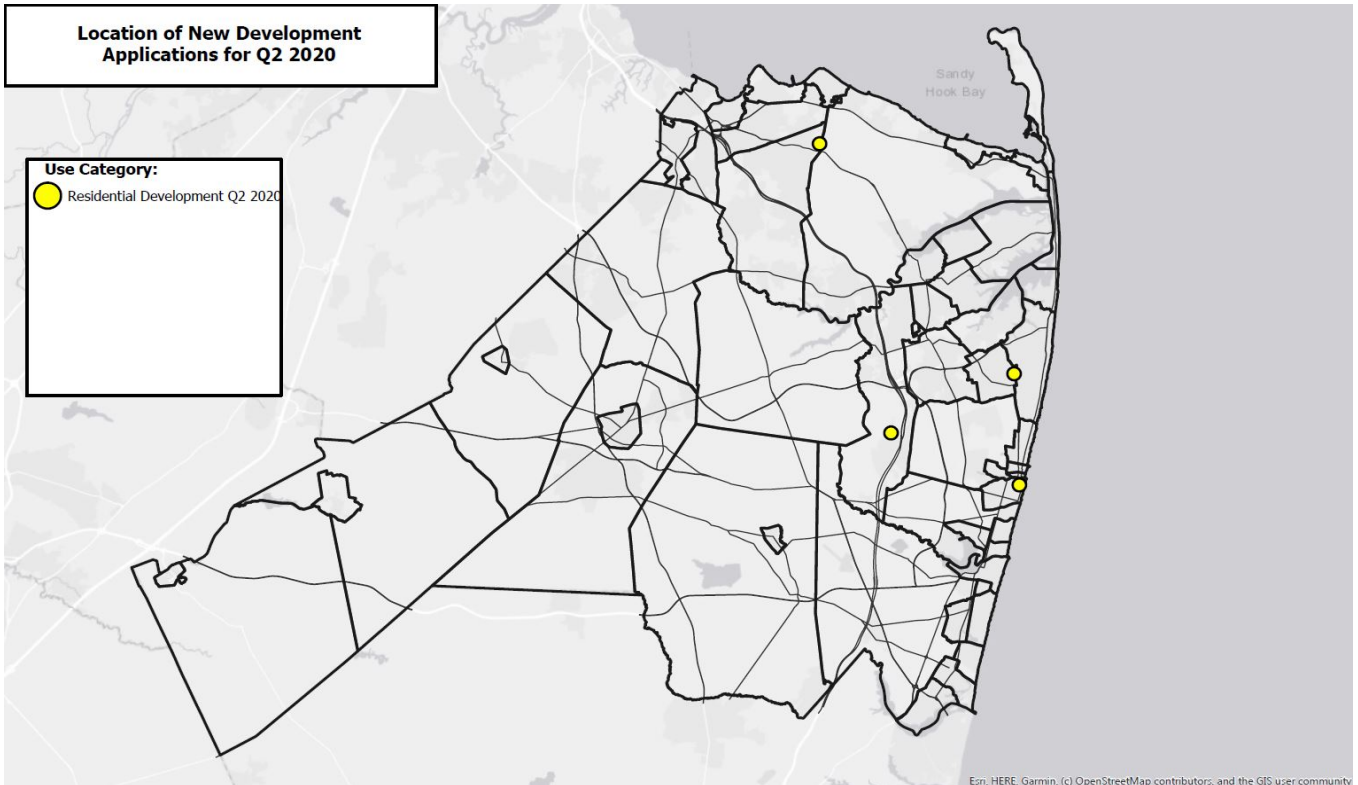 Location of New Development
Applications for Q2 2020
Sandy
Hook Bay
Use Category:
Residential Development Q2 2020
Esri, HERE, Garmin, (c) OpenStreetMap contributors, and the GIS user community